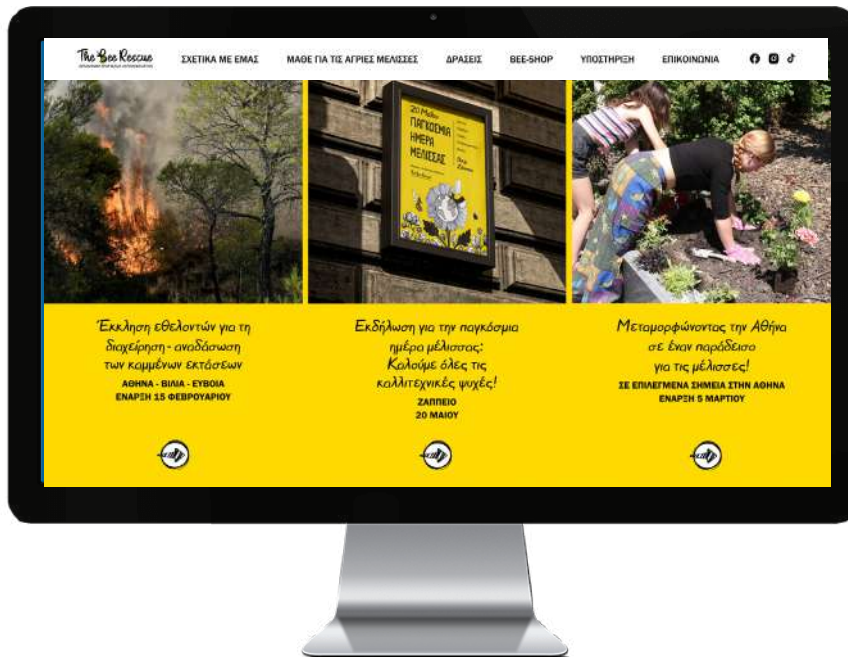 The Bee Rescue
ΣΧΕΤΙΚΑ ΜΕ ΕΜΑΣ
ΜΑΘΕ ΓΙΑ ΤΙΣ ΑΓΡΙΕΣ ΜΕΛΙΣΣΕΣ
ΔΡΑΣΕΙΣ
BEE-SHOP
ΥΠΟΣΤΗΡΙΞΗ
ΕΠΙΚΟΙΝΩΝΙΑ
20 Μαΐου
ΠΑΓΚΟΣΜΙΑ
ΗΜΕΡΑ
ΜΕΛΙΣΣΑΣ
Έκκληση εθελοντών για τη
διαχείρηση - αναδάσωση
των καμμένων εκτάσεων
ΑΘΗΝΑ - ΒΙΛΙΑ - ΕΥΒΟΙΑ
ΕΝΑΡΞΗ 15 ΦΕΒΡΟΥΑΡΙΟΥ
Εκδήλωση για την παγκόσμια
ημέρα μέλισσας:
Καλούμε όλες τις
καλλιτεχνικές ψυχές!
ΖΑΠΠΕΙΟ
20 ΜΑΙΟΥ
Μεταμορφώνοντας την Αθήνα
σε έναν παράδεισο
για τις μέλισσες!
ΣΕ ΕΠΙΛΕΓΜΕΝΑ ΣΗΜΕΙΑ ΣΤΗΝ ΑΘΗΝΑ
ΕΝΑΡΞΗ 5 ΜΑΡΤΙΟΥ